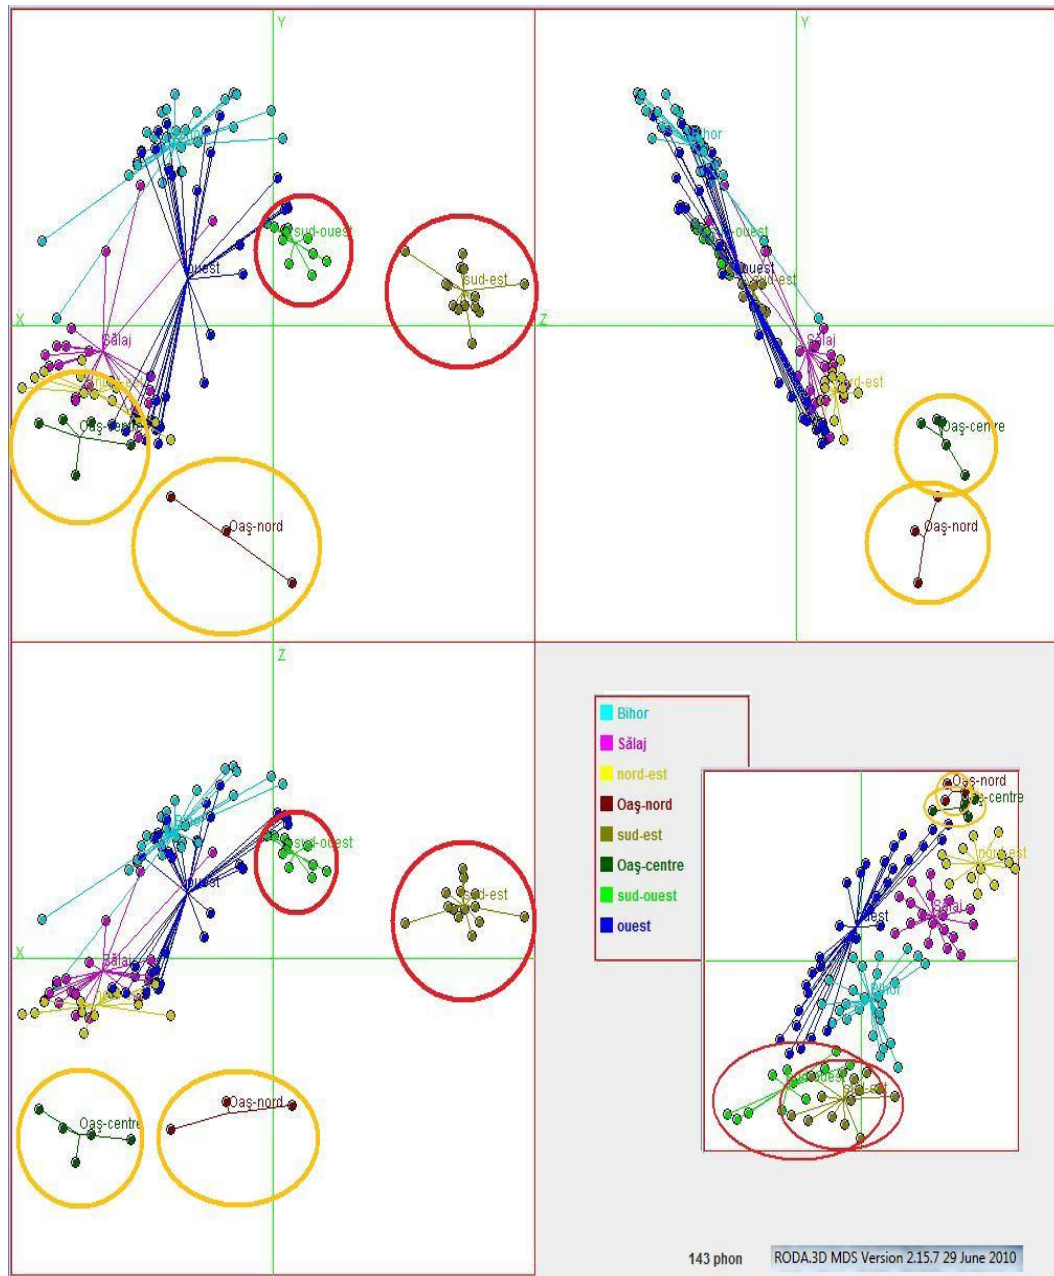 Y
Bihor
sud-ouest
sud-est
ouest
X
Sălaj
Oaş-centre
Oaş-nord
Y
Bihor
ouest
Z
Sălaj
Oaş-centre
Oaş-nord
Z
Bihor
sud-ouest
ouest
sud-est
X
Sălaj
Oaş-centre
Oaş-nord
Bihor
Sălaj
nord-est
Oaş-nord
sud-est
Oaş-centre
sud-ouest
ouest
Oaş-nord
nord-est
Sălaj
Bihor
143 phon
RODA.3D MDS Version 2.15.7 29 June 2010